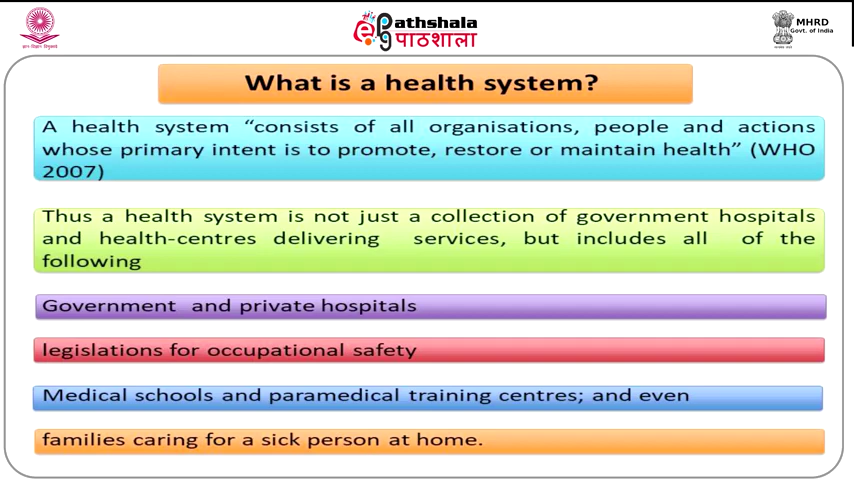 Pathshala
पाठशाला
MHRD
Govt. of India
What is a health system?
A health system “consists of all organisations, people and actions
whose primary intent is to promote, restore or maintain health” (WHO
2007)
Thus a health system is not just a collection of government hospitals
and health-centres delivering services, but includes all of the
following
Government and private hospitals
legislations for occupational safety
Medical schools and paramedical training centres; and even
families caring for a sick person at home.